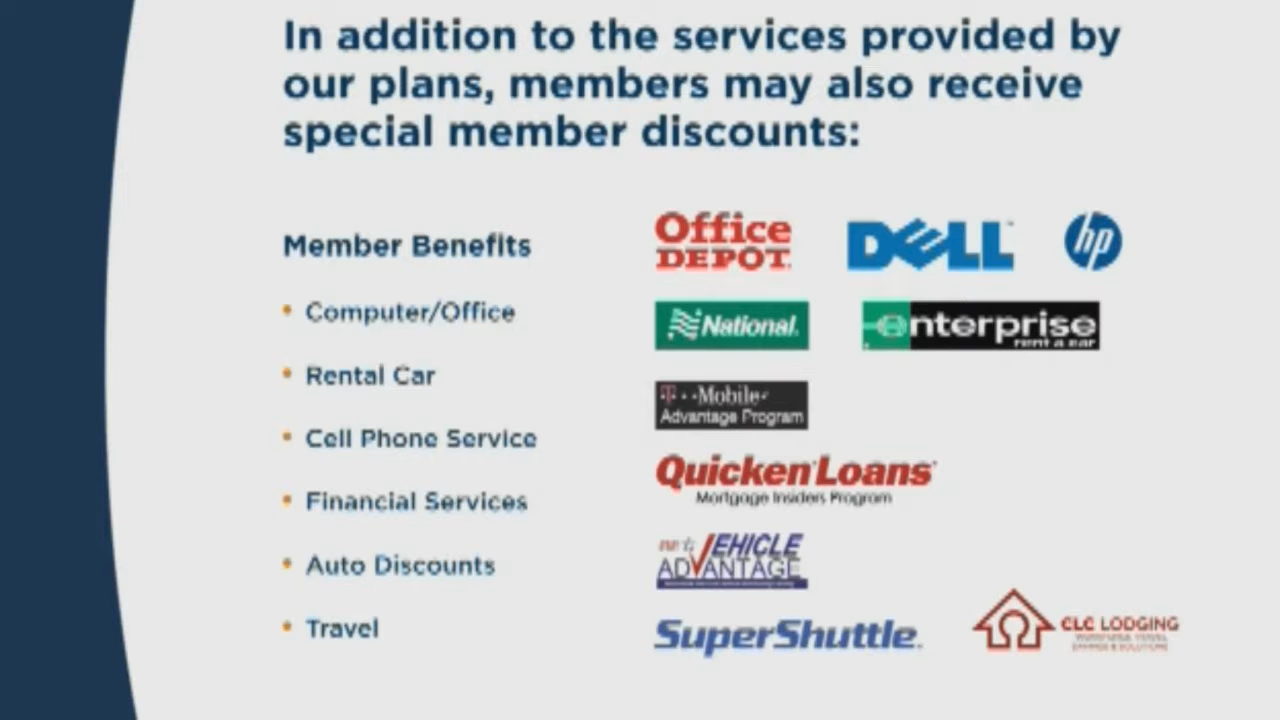 In addition to the services provided by
our plans, members may also receive
special member discounts:
Member Benefits
Office
DEPOT.
DELL™
hp
• Computer/Office
National.
enterprise
rent a car
• Rental Car
T··Mobile
Advantage Program
• Cell Phone Service
Quicken Loans
Mortgage Insiders Program
• Financial Services
VEHICLE
ADVANTAGE
• Auto Discounts
SuperShuttle.
CLC LODGING
• Travel